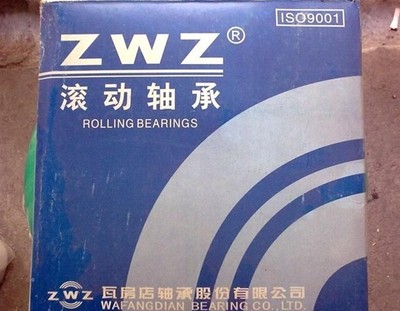 ISO9001
ZWZ®
滚动轴承
ROLLING BEARINGS
ZWZ 瓦房店轴承股份有限公司
WAFANGDIAN BEARING CO., LTD.